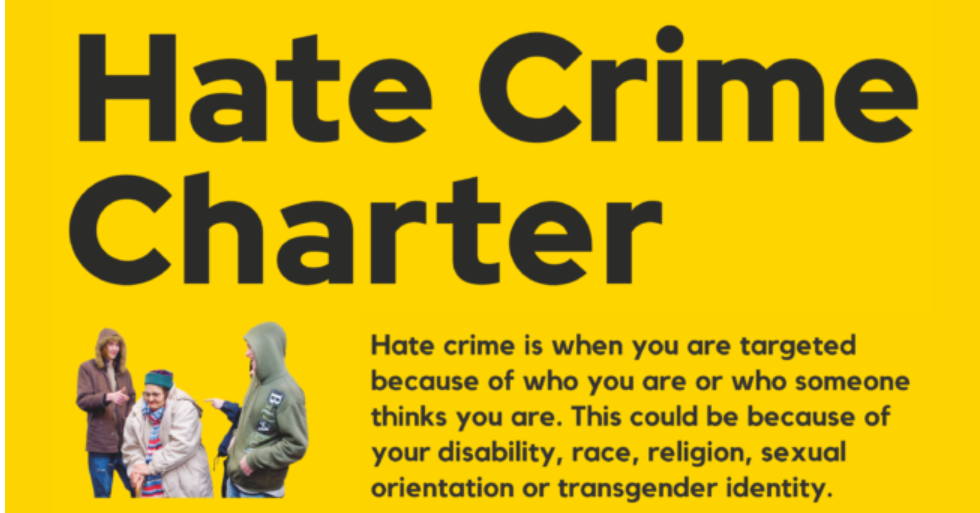 Hate Crime
Charter
Hate crime is when you are targeted
because of who you are or who someone
thinks you are. This could be because of
your disability, race, religion, sexual
orientation or transgender identity.